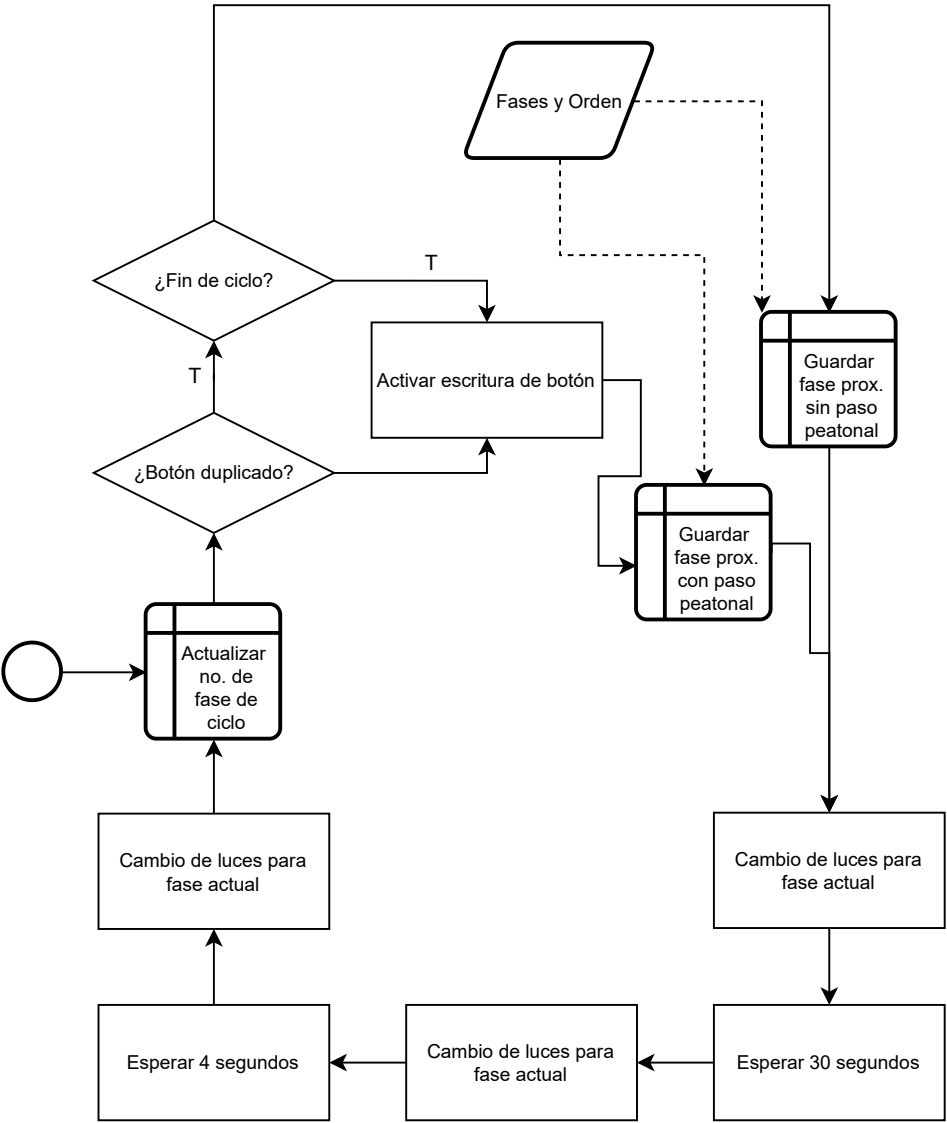 Fases y Orden
¿Fin de ciclo?
T
Guardar
fase prox.
sin paso
peatonal
T
Activar escritura de botón
¿Botón duplicado?
Guardar
fase prox.
con paso
peatonal
Actualizar
no. de
fase de
ciclo
Cambio de luces para
fase actual
Cambio de luces para
fase actual
Esperar 4 segundos
Cambio de luces para
fase actual
Esperar 30 segundos